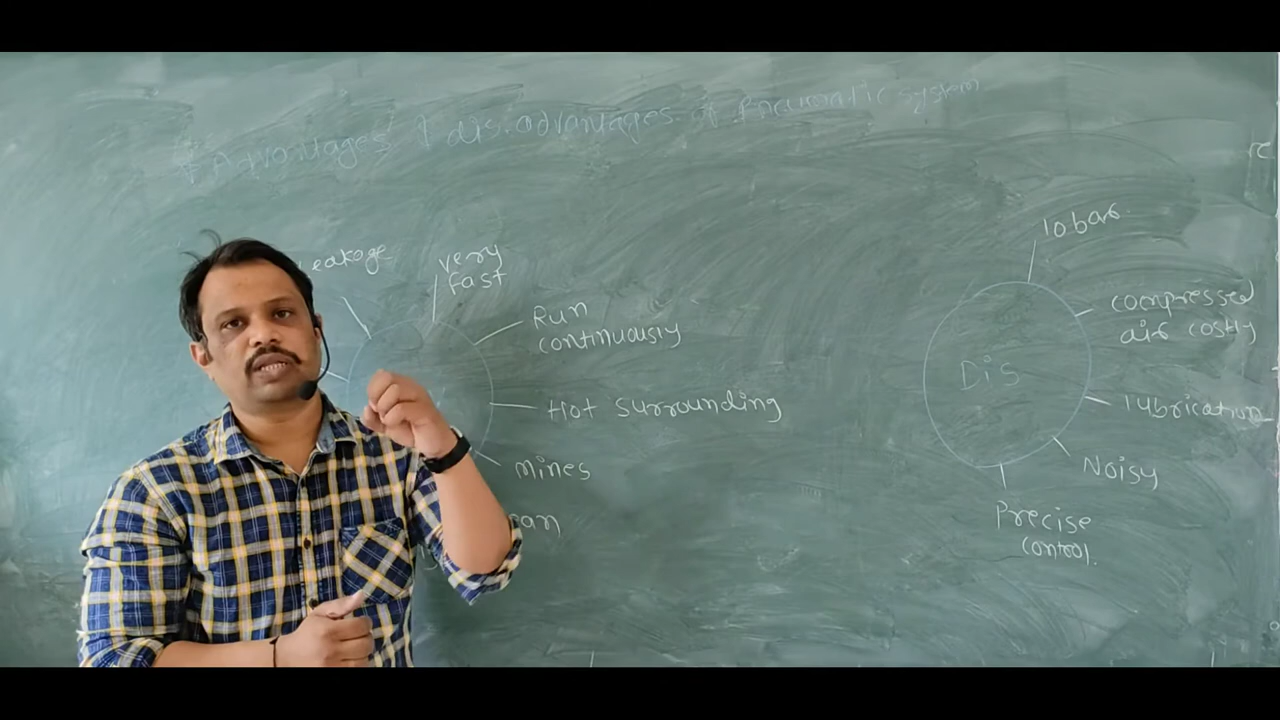 # Advantages & dis.advantages of Pneumatic system
leakage
very
fast
Run
continuously
Hot surrounding
Mines
Dis
10 bar
compressed
air costly
lubrication
Noisy
Precise
control.